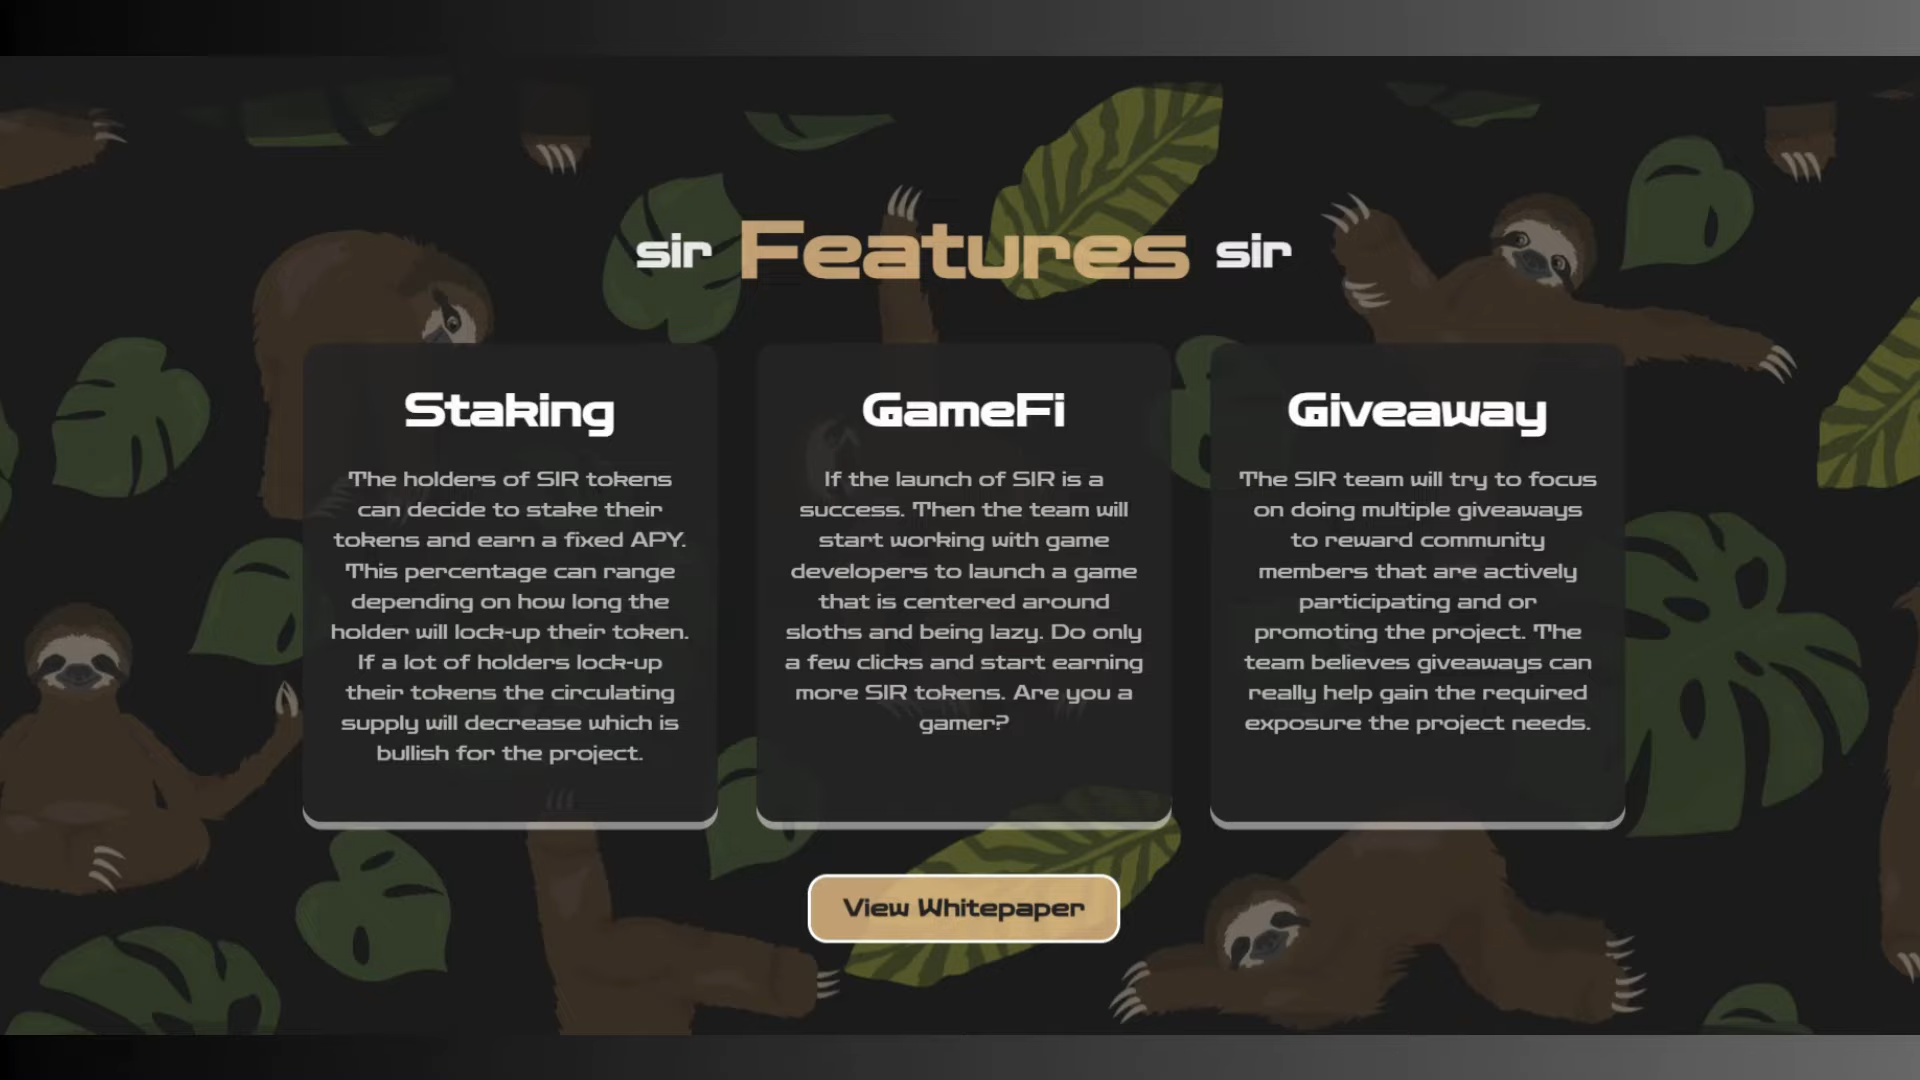 sir Features sir
Staking
The holders of SIR tokens
can decide to stake their
tokens and earn a fixed APY.
This percentage can range
depending on how long the
holder will lock-up their token.
If a lot of holders lock-up
their tokens the circulating
supply will decrease which is
bullish for the project.
GameFi
If the launch of SIR is a
success. Then the team will
start working with game
developers to launch a game
that is centered around
sloths and being lazy. Do only
a few clicks and start earning
more SIR tokens. Are you a
gamer?
Giveaway
The SIR team will try to focus
on doing multiple giveaways
to reward community
members that are actively
participating and or
promoting the project. The
team believes giveaways can
really help gain the required
exposure the project needs.
View Whitepaper